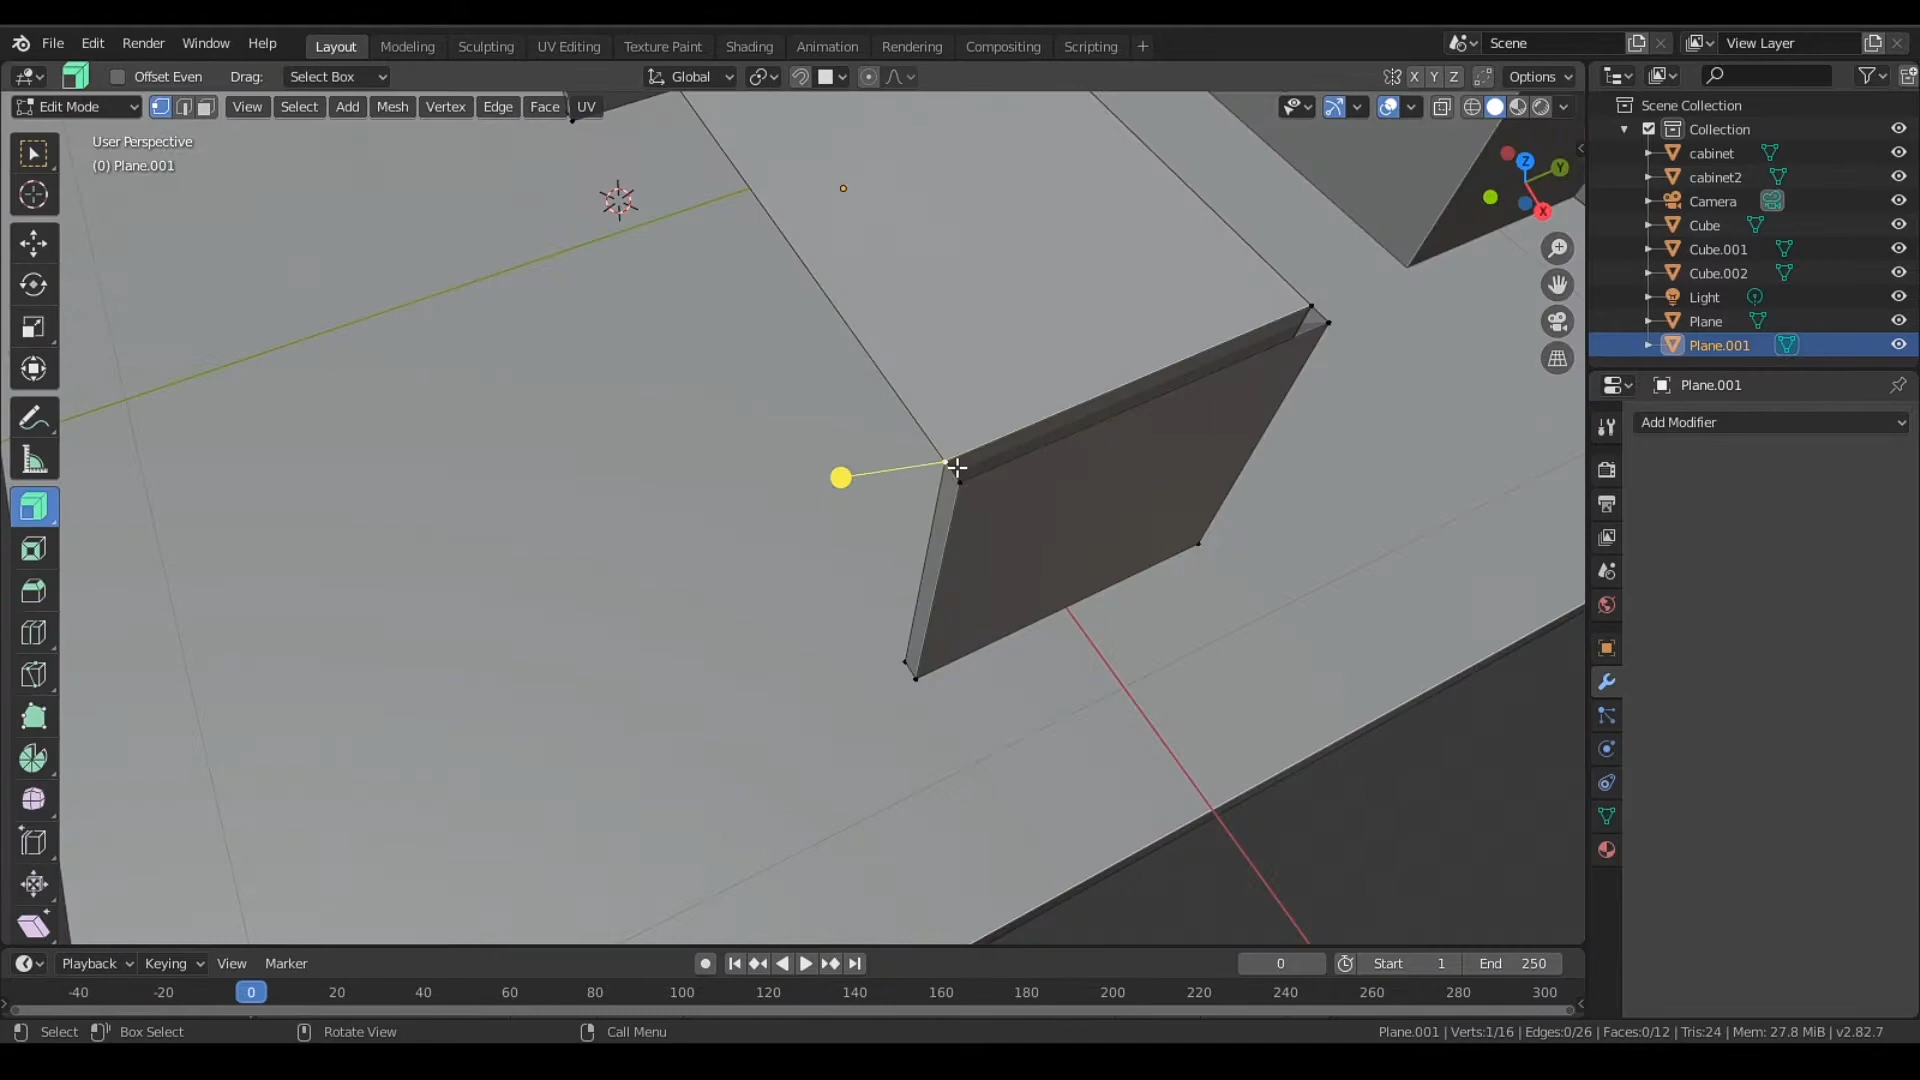 File Edit Render Window Help Layout Modeling Sculpting UV Editing Texture Paint Shading Animation Rendering Compositing Scripting + Scene View Layer
Offset Even Drag: Select Box Global X Y Z Options
Edit Mode View Select Add Mesh Vertex Edge Face UV
User Perspective
(0) Plane.001
Z
Y
X
Scene Collection
Collection
cabinet
cabinet2
Camera
Cube
Cube.001
Cube.002
Light
Plane
Plane.001
Plane.001
Add Modifier
Playback Keying View Marker 0 Start 1 End 250
-40 -20 0 20 40 60 80 100 120 140 160 180 200 220 240 260 280 300
Select Box Select Rotate View Call Menu Plane.001 | Verts:1/16 | Edges:0/26 | Faces:0/12 | Tris:24 | Mem: 27.8 MiB | v2.82.7